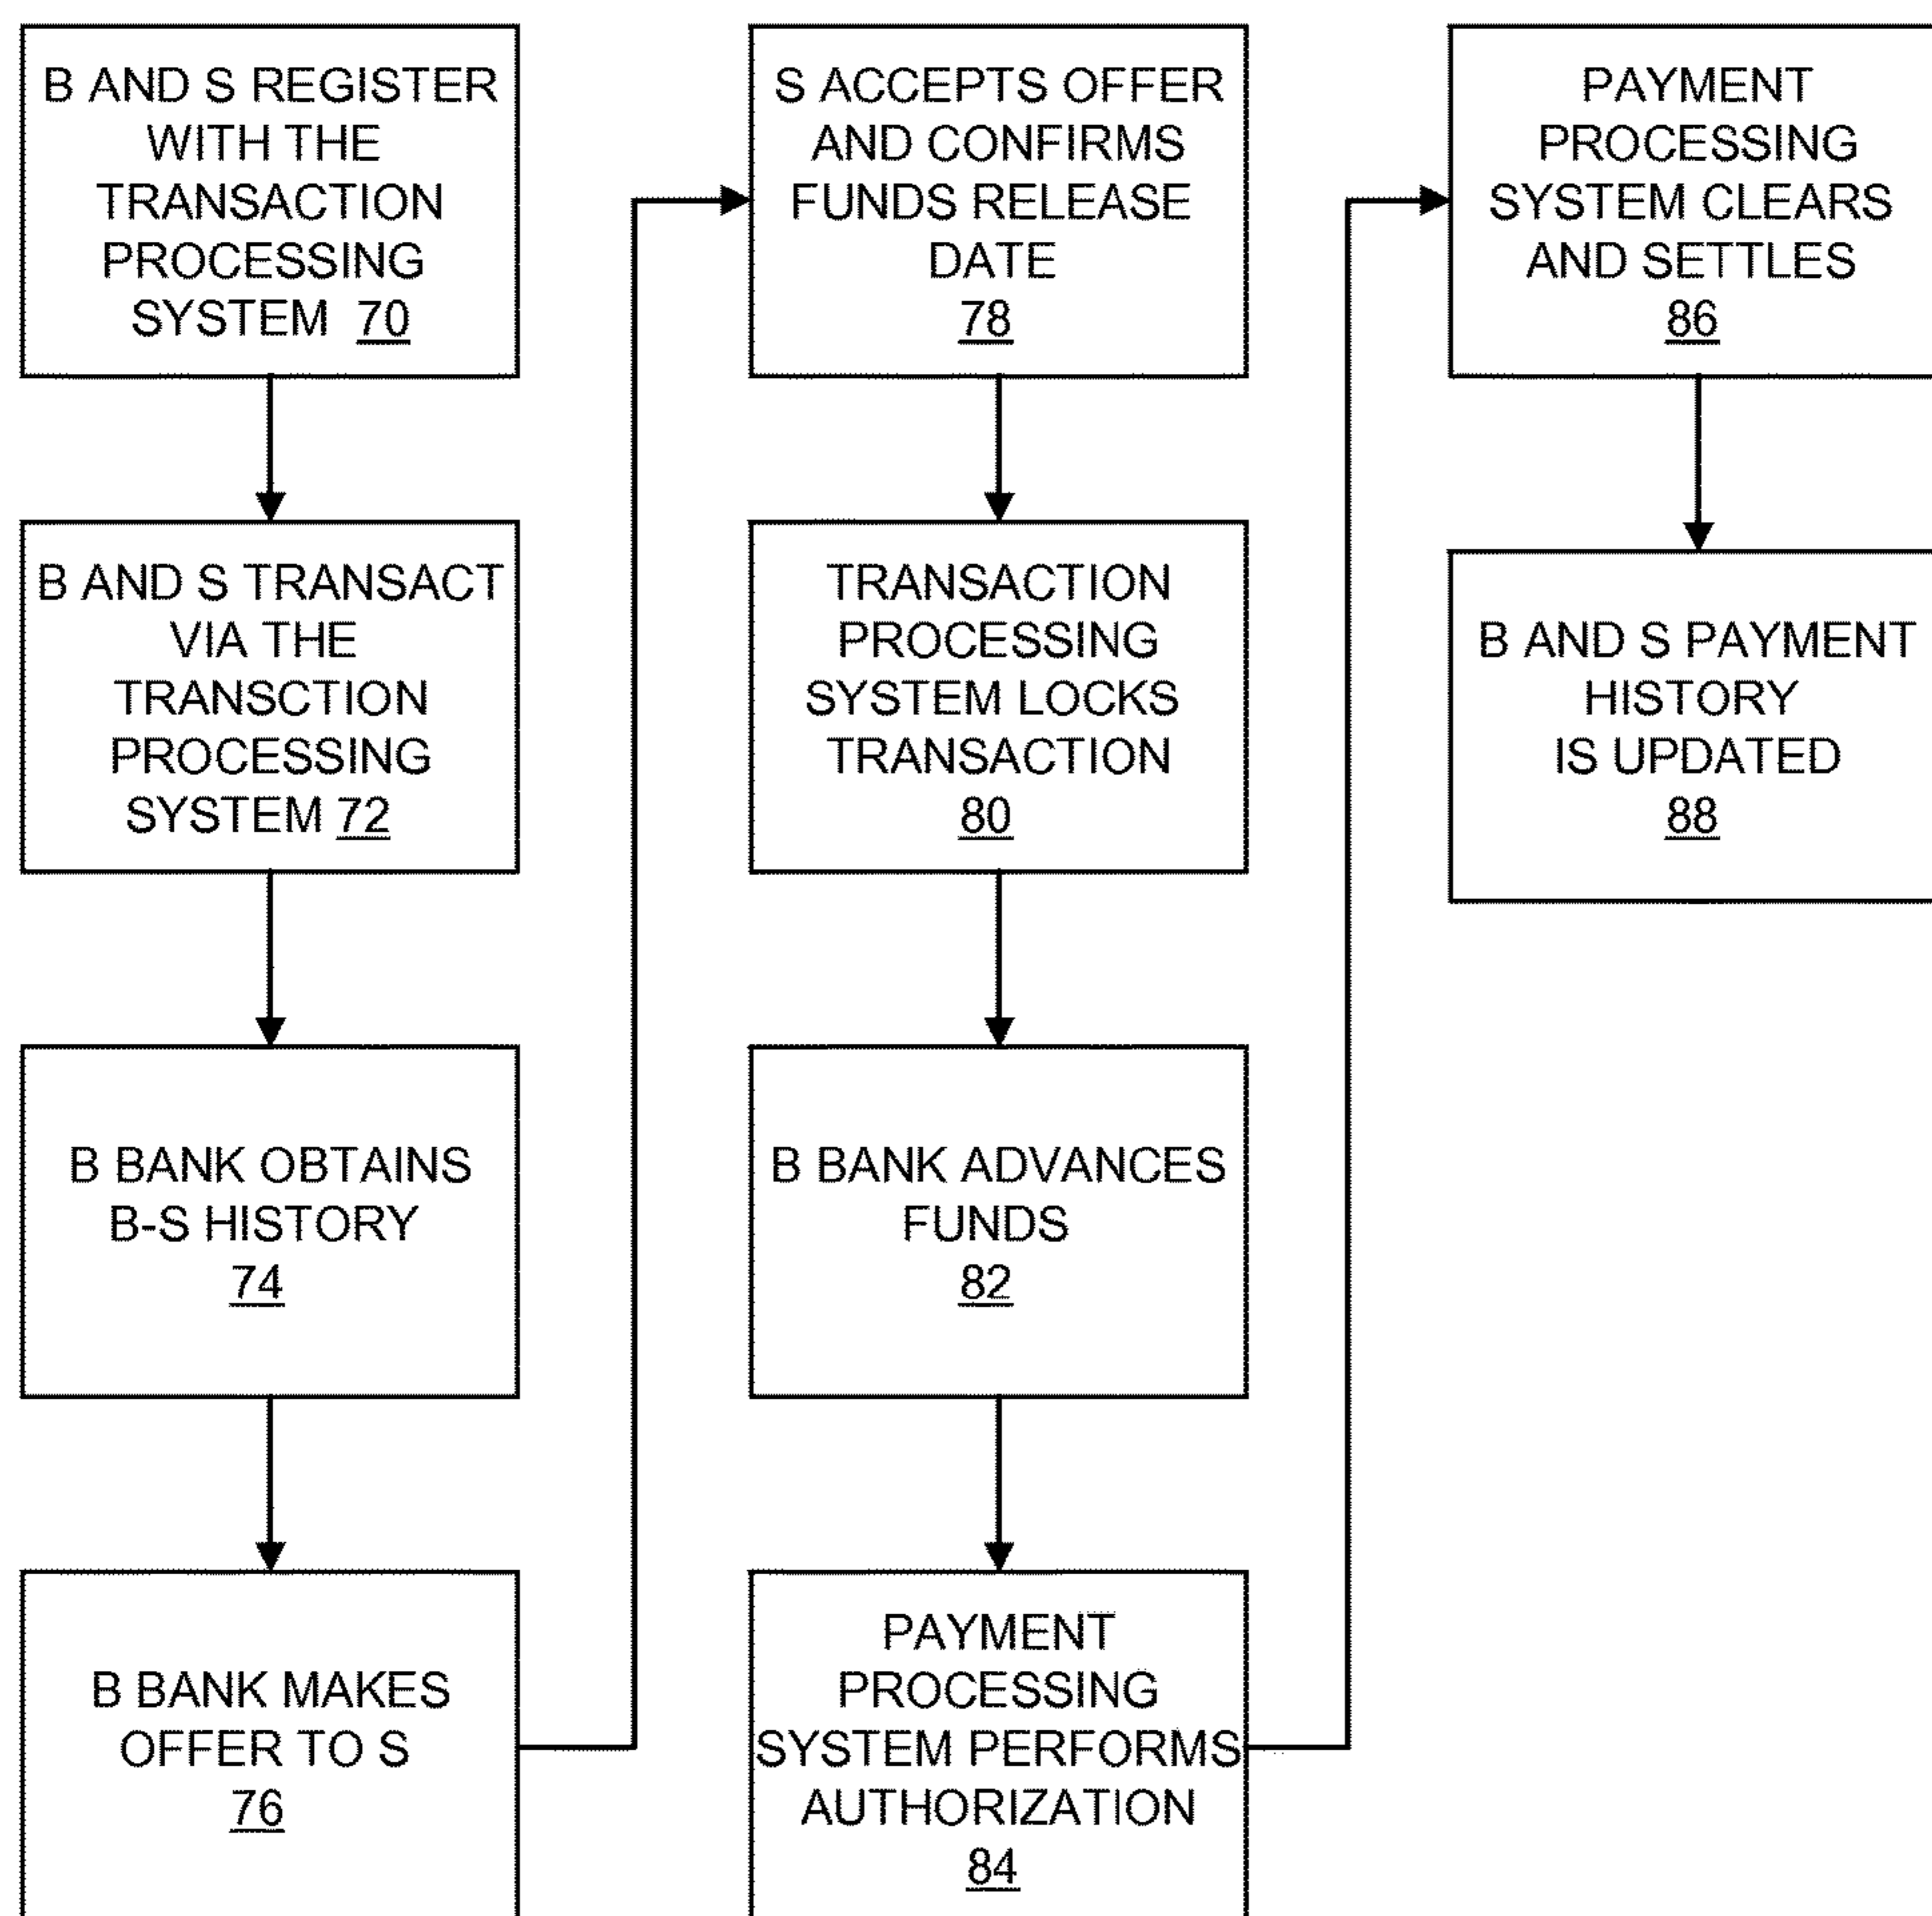 B AND S REGISTER
WITH THE
TRANSACTION
PROCESSING
SYSTEM 70
B AND S TRANSACT
VIA THE
TRANSCTION
PROCESSING
SYSTEM 72
B BANK OBTAINS
B-S HISTORY
74
B BANK MAKES
OFFER TO S
76
S ACCEPTS OFFER
AND CONFIRMS
FUNDS RELEASE
DATE
78
TRANSACTION
PROCESSING
SYSTEM LOCKS
TRANSACTION
80
B BANK ADVANCES
FUNDS
82
PAYMENT
PROCESSING
SYSTEM PERFORMS
AUTHORIZATION
84
PAYMENT
PROCESSING
SYSTEM CLEARS
AND SETTLES
86
B AND S PAYMENT
HISTORY
IS UPDATED
88